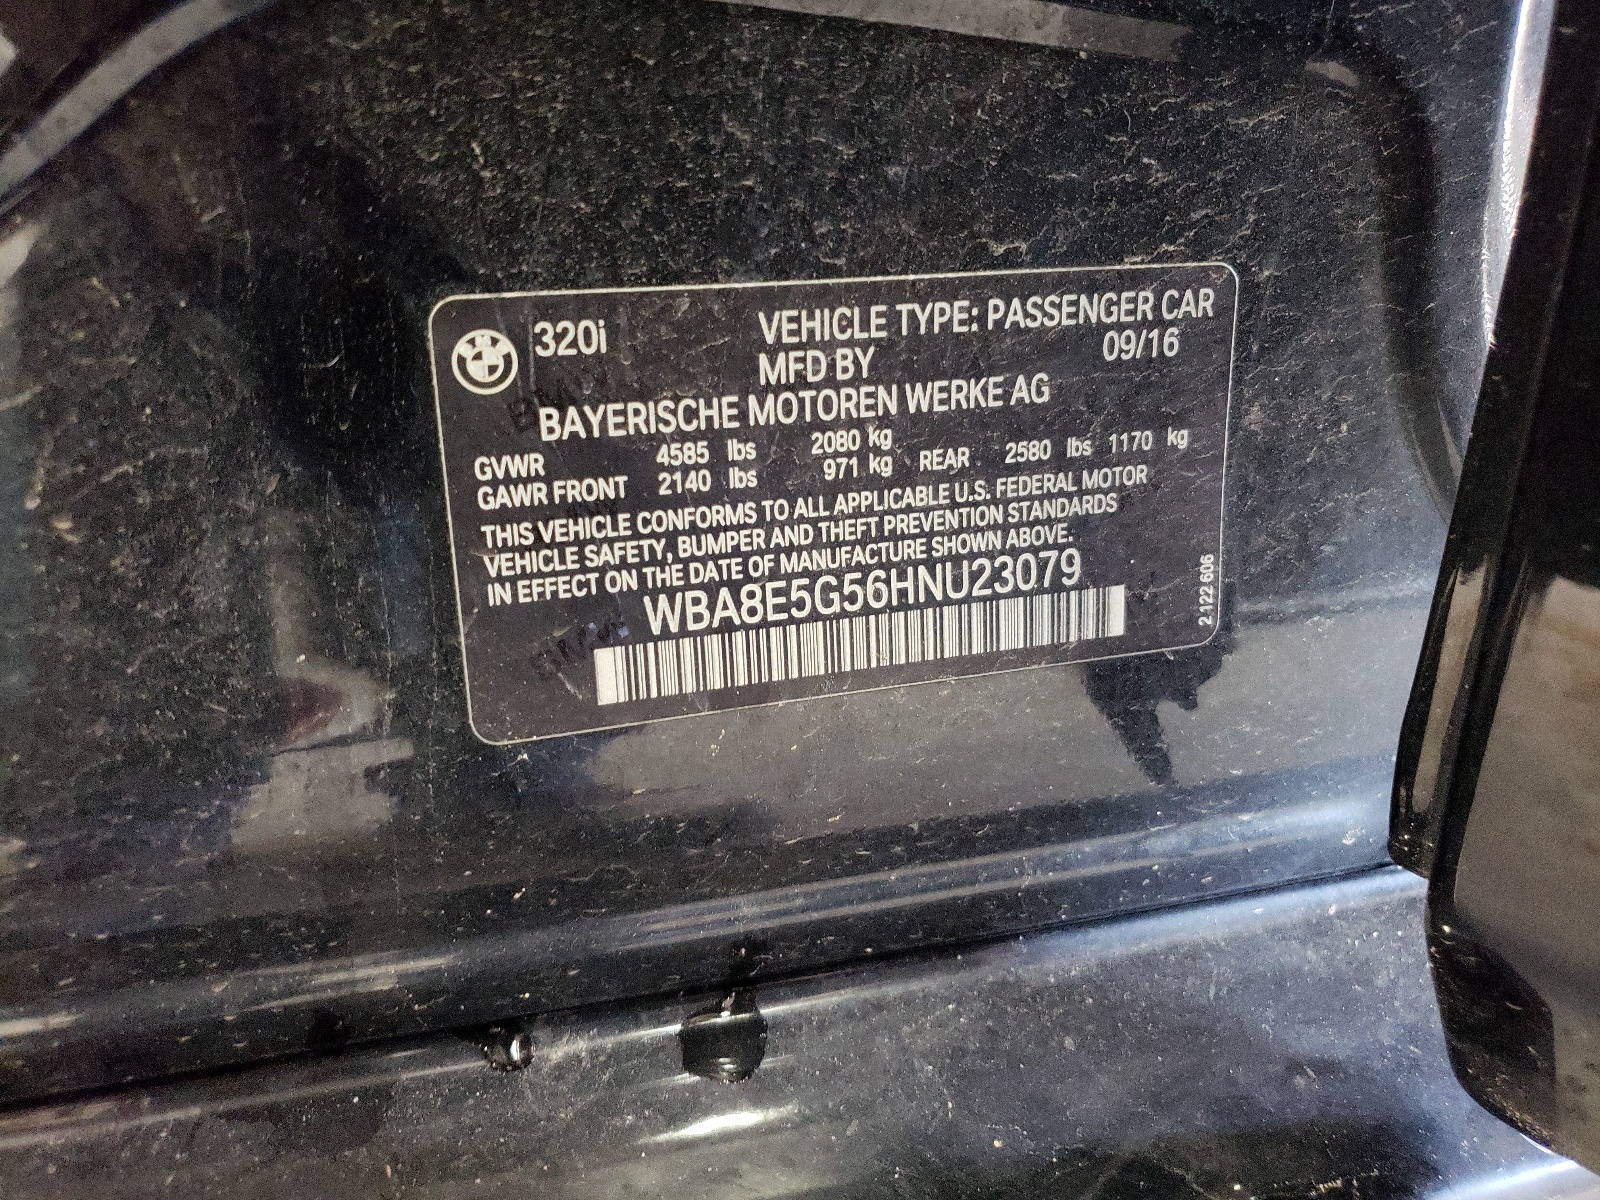 320i VEHICLE TYPE: PASSENGER CAR
MFD BY 09/16
BAYERISCHE MOTOREN WERKE AG
GVWR 4585 lbs 2080 kg
GAWR FRONT 2140 lbs 971 kg REAR 2580 lbs 1170 kg
THIS VEHICLE CONFORMS TO ALL APPLICABLE U.S. FEDERAL MOTOR
VEHICLE SAFETY, BUMPER AND THEFT PREVENTION STANDARDS
IN EFFECT ON THE DATE OF MANUFACTURE SHOWN ABOVE.
WBA8E5G56HNU23079
2 122 606